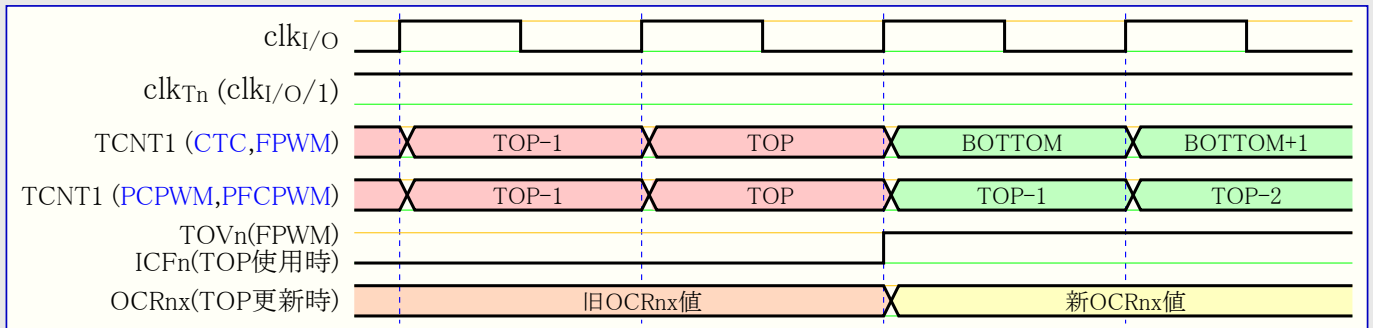 clkI/O
clkTn (clkI/O/1)
TCNT1 (CTC,FPWM) TOP-1 TOP BOTTOM BOTTOM+1
TCNT1 (PCPWM,PFCPWM) TOP-1 TOP TOP-1 TOP-2
TOVn(FPWM)
ICFn(TOP使用時)
OCRnx(TOP更新時) 旧OCRnx値 新OCRnx値